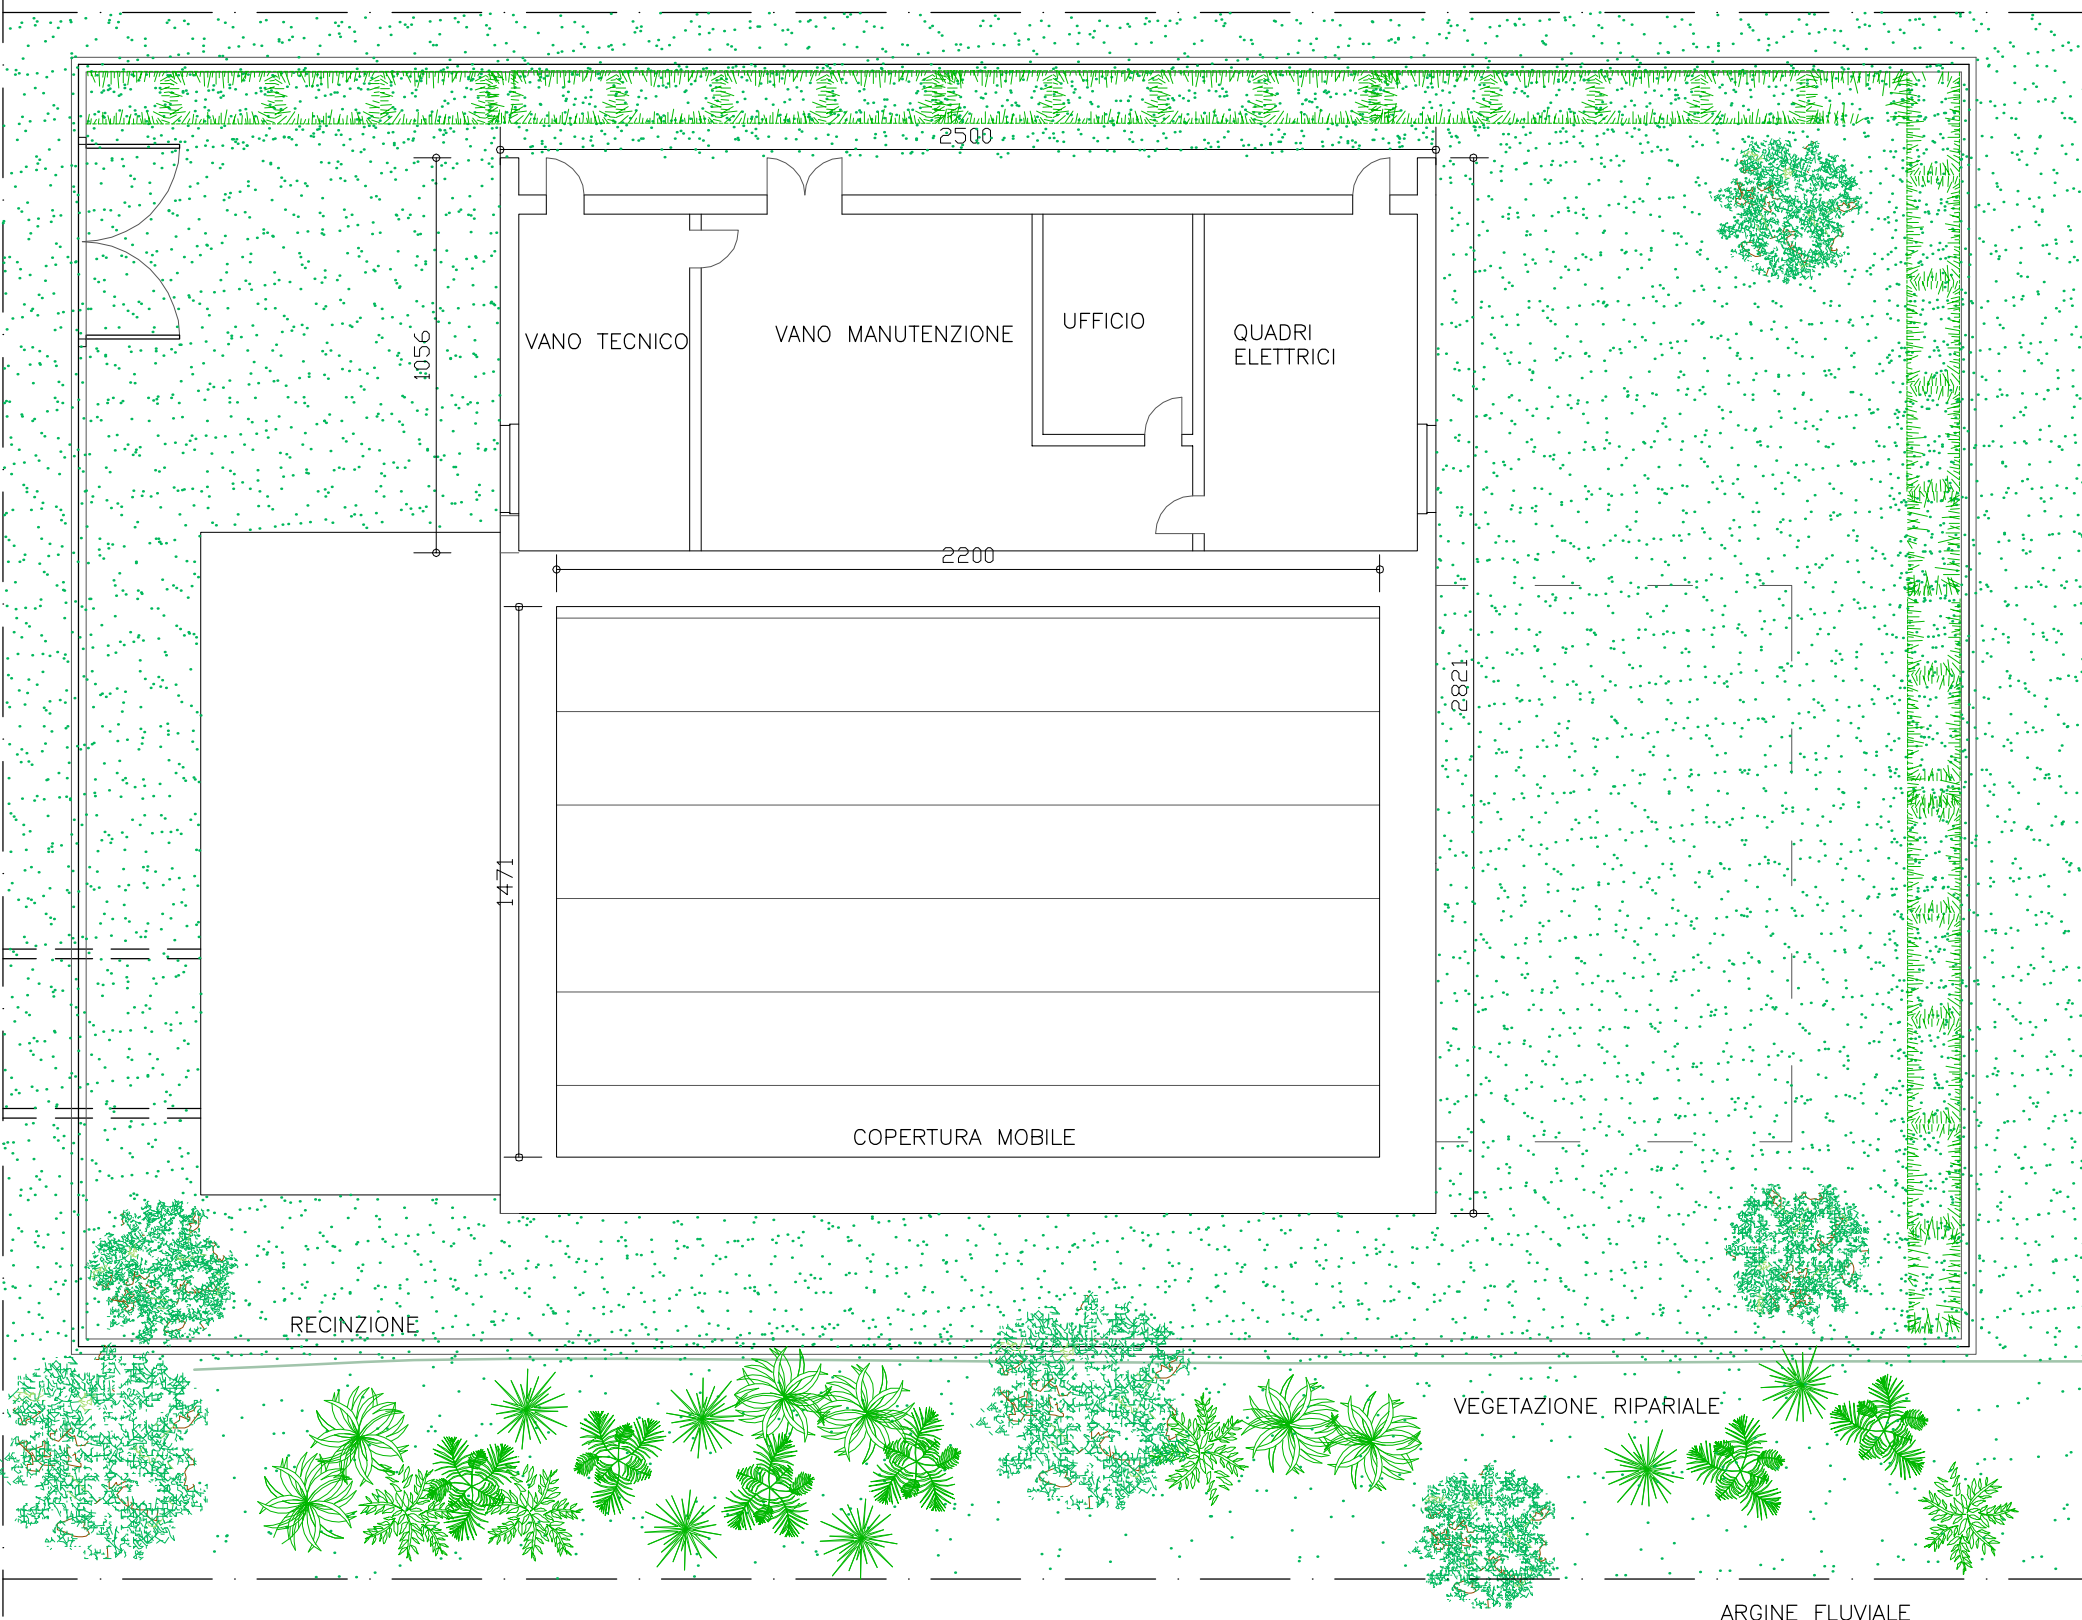 2500
1056
VANO TECNICO
VANO MANUTENZIONE
UFFICIO
QUADRI
ELETTRICI
2200
2821
1471
COPERTURA MOBILE
RECINZIONE
VEGETAZIONE RIPARIALE
ARGINE FLUVIALE